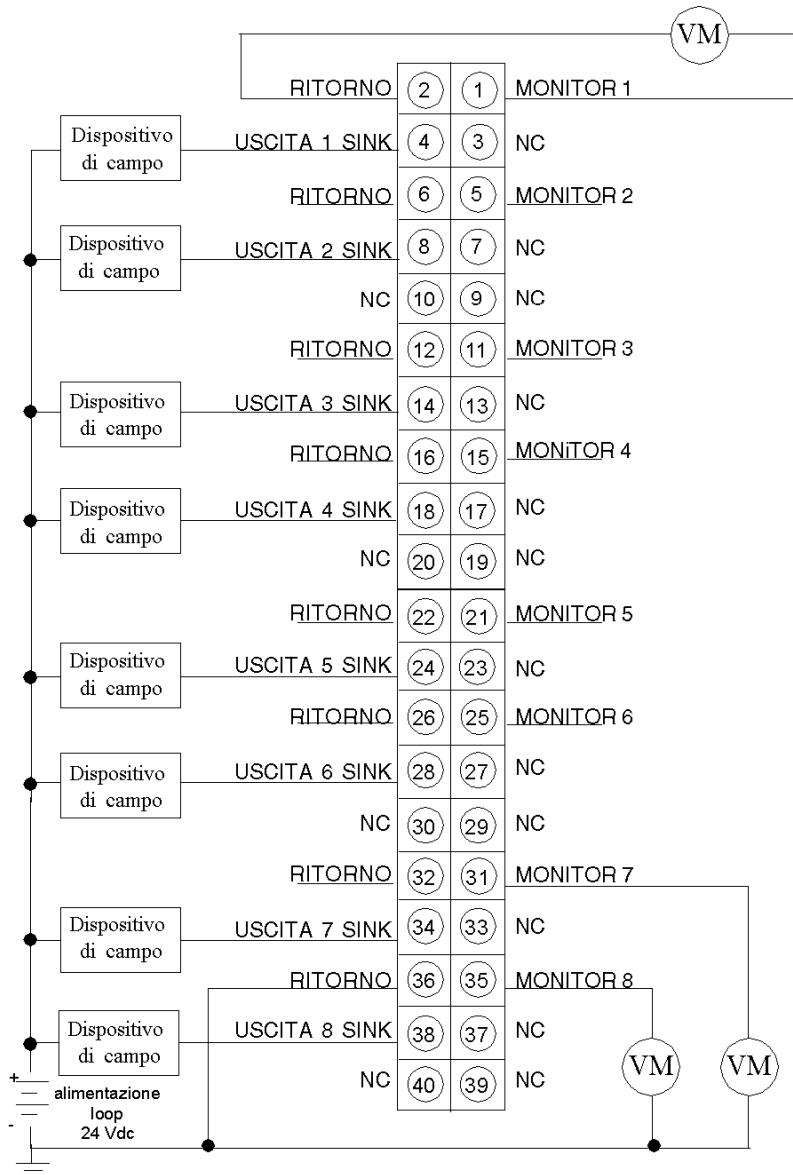 VM
RITORNO 2 1 MONITOR 1
Dispositivo
di campo
USCITA 1 SINK 4 3 NC
RITORNO 6 5 MONITOR 2
Dispositivo
di campo
USCITA 2 SINK 8 7 NC
NC 10 9 NC
RITORNO 12 11 MONITOR 3
Dispositivo
di campo
USCITA 3 SINK 14 13 NC
RITORNO 16 15 MONiTOR 4
Dispositivo
di campo
USCITA 4 SINK 18 17 NC
NC 20 19 NC
RITORNO 22 21 MONITOR 5
Dispositivo
di campo
USCITA 5 SINK 24 23 NC
RITORNO 26 25 MONITOR 6
Dispositivo
di campo
USCITA 6 SINK 28 27 NC
NC 30 29 NC
RITORNO 32 31 MONITOR 7
Dispositivo
di campo
USCITA 7 SINK 34 33 NC
RITORNO 36 35 MONITOR 8
Dispositivo
di campo
USCITA 8 SINK 38 37 NC
VM VM
NC 40 39 NC
+
alimentazione
loop
24 Vdc
-